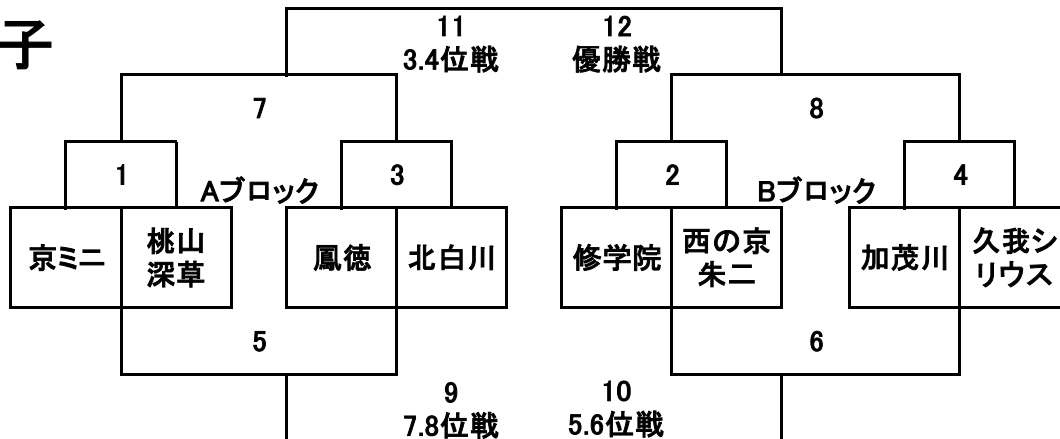 子
11
3.4位戦
12
優勝戦
7
8
1
Aブロック
3
2
Bブロック
4
京ミニ
桃山
深草
鳳徳
北白川
修学院
西の京
朱二
加茂川
久我シ
リウス
5
6
9
7.8位戦
10
5.6位戦